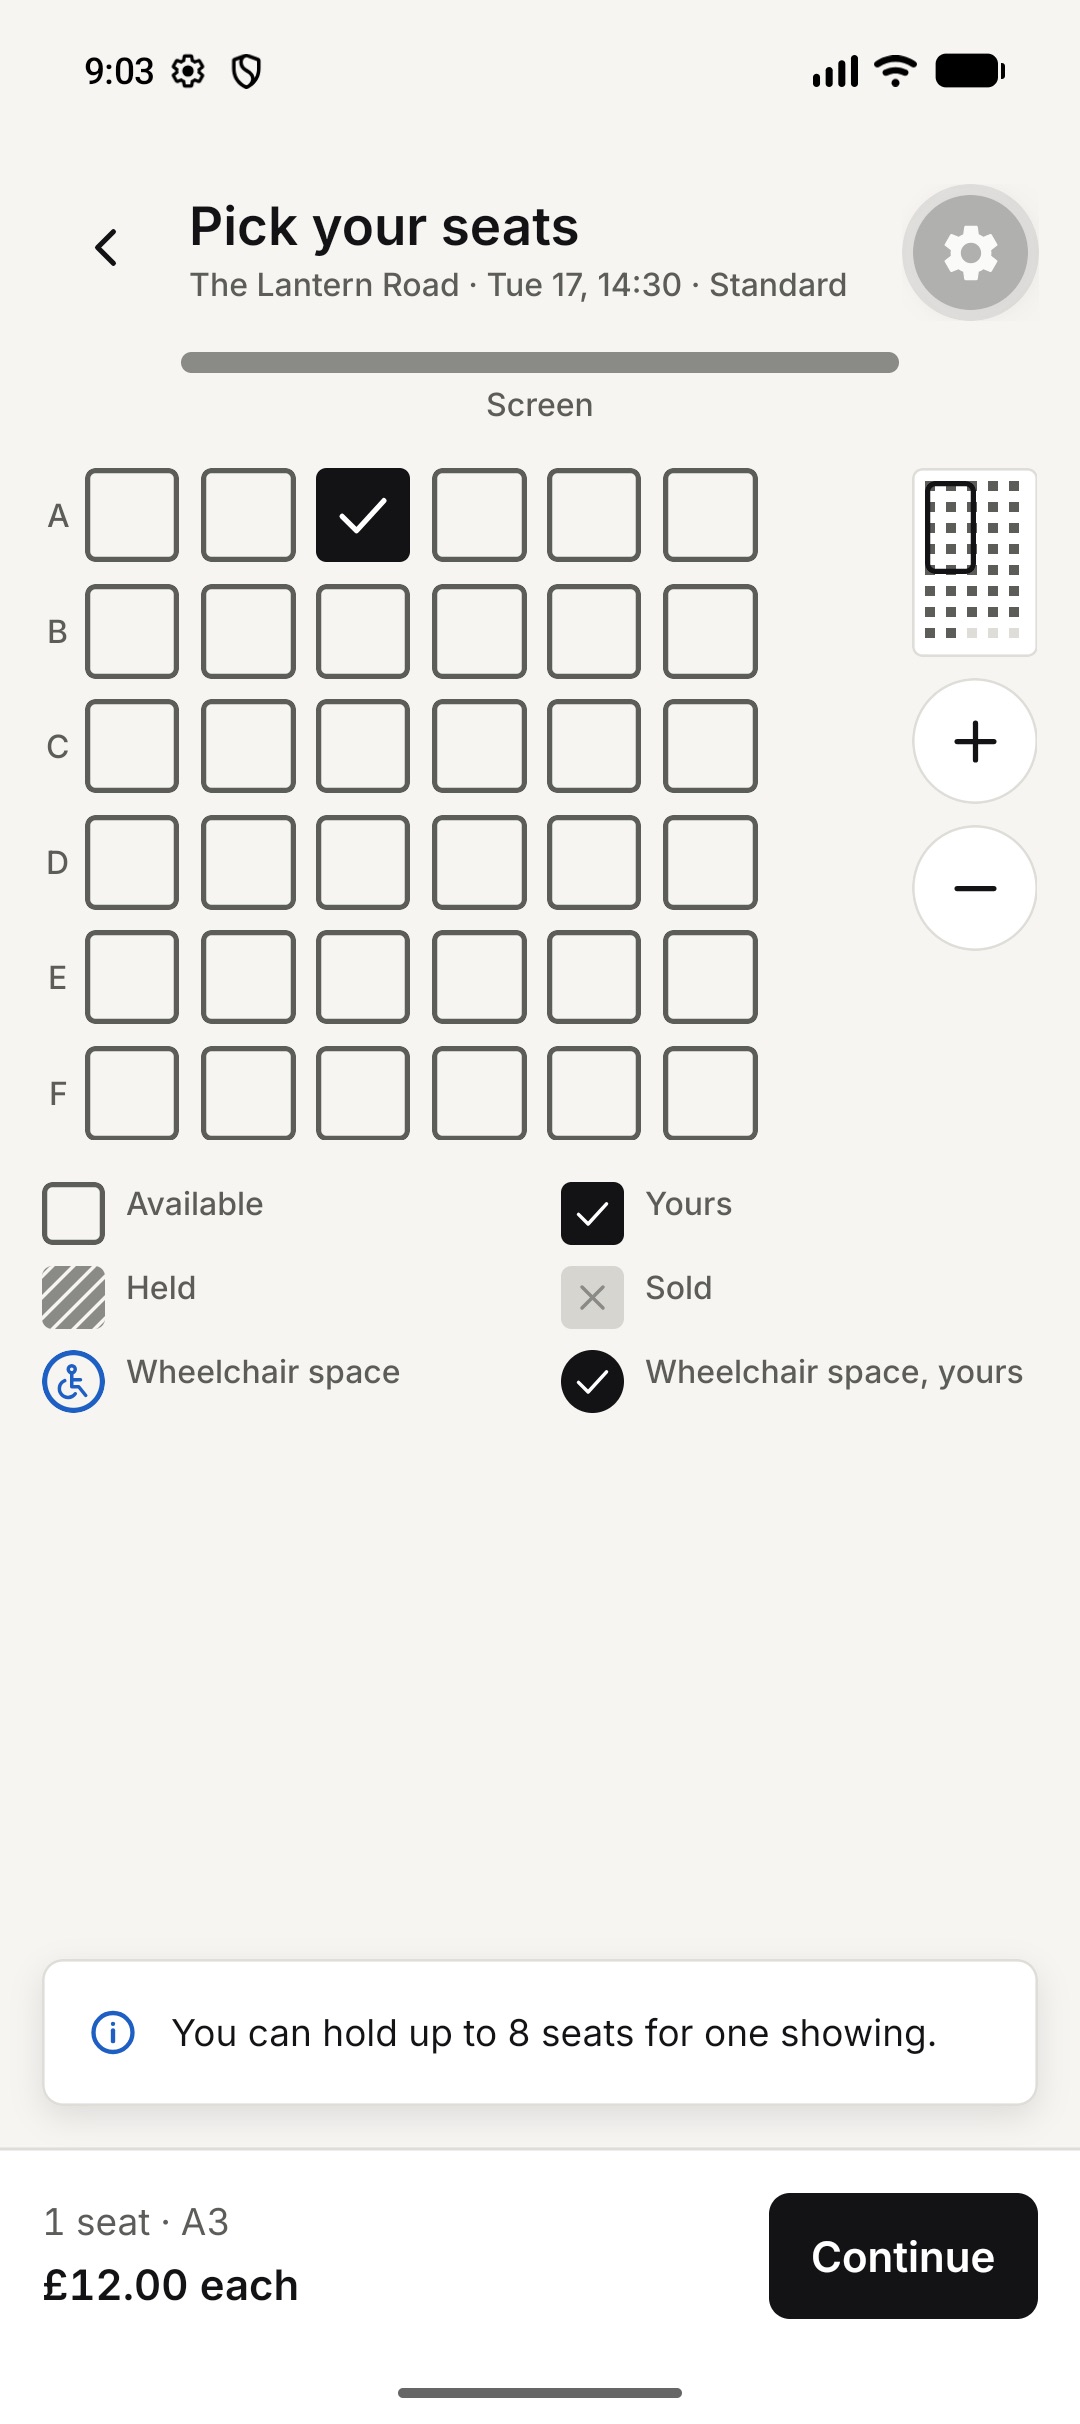 9:03
Pick your seats
The Lantern Road · Tue 17, 14:30 · Standard
Screen
A
B
C
D
E
F
Available
Yours
Held
Sold
Wheelchair space
Wheelchair space, yours
You can hold up to 8 seats for one showing.
1 seat · A3
£12.00 each
Continue